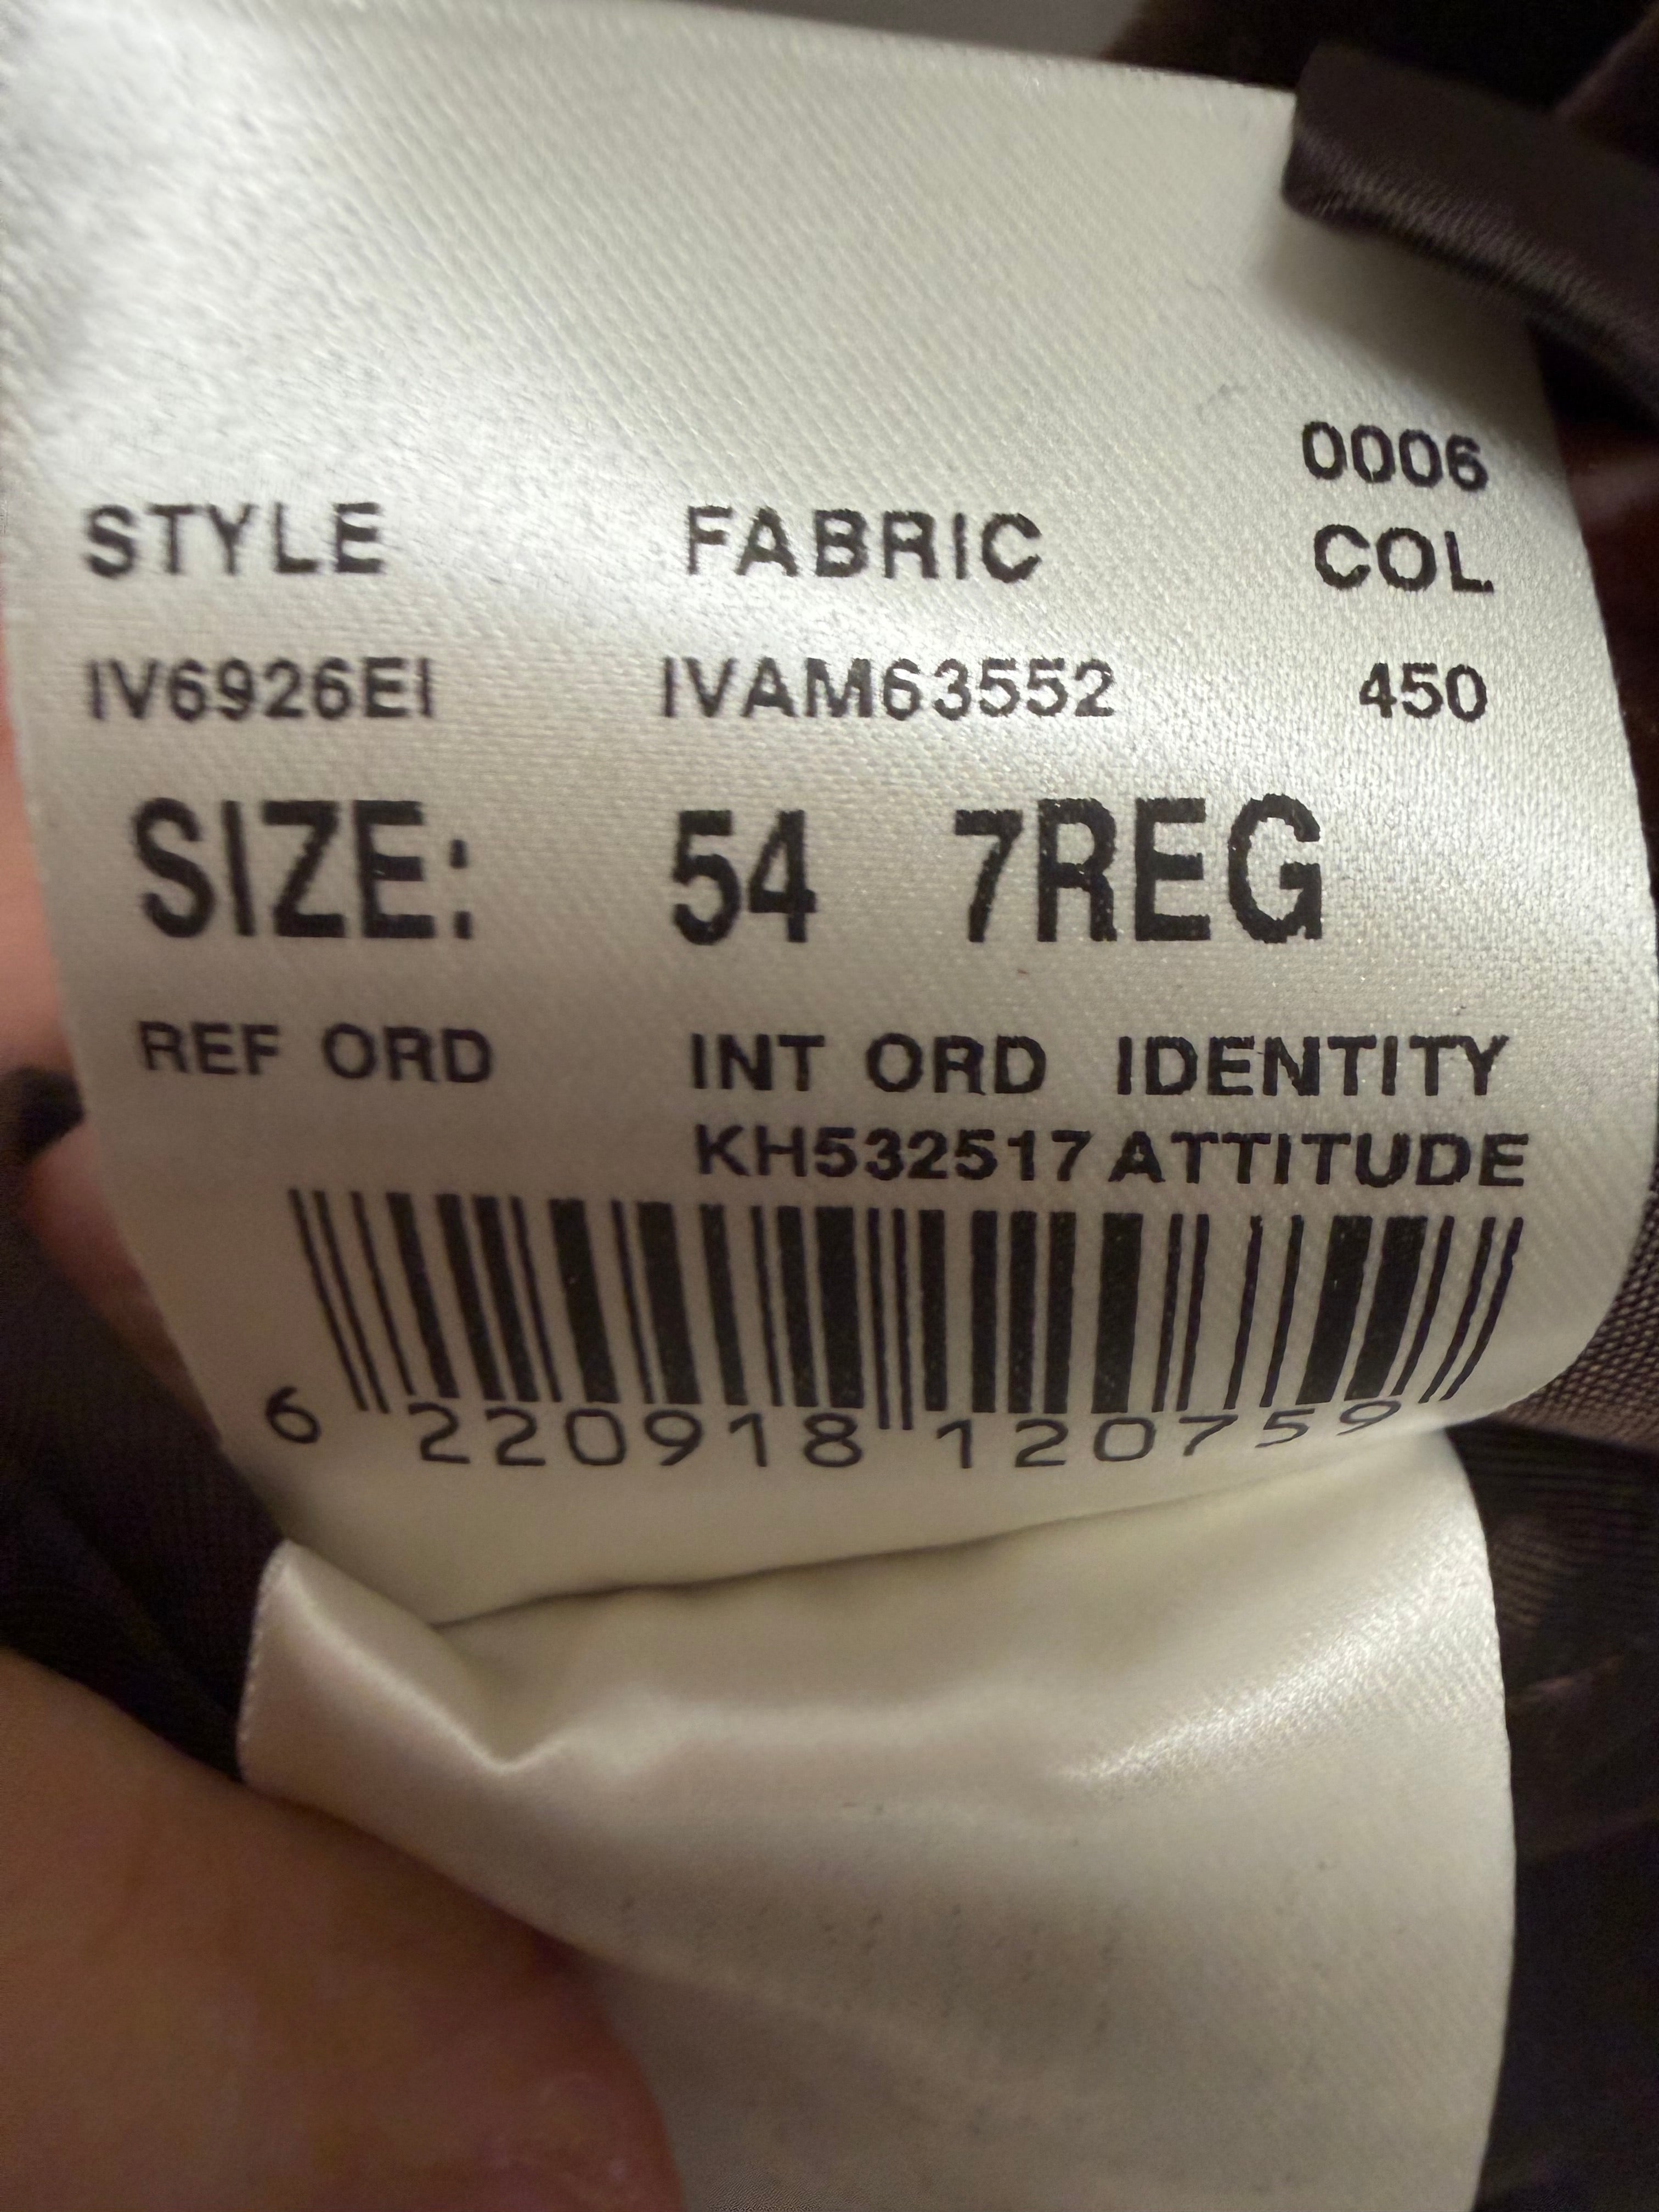 0006
STYLE FABRIC COL.
IV6926EI IVAM63552 450
SIZE: 54 7REG
REF ORD INT ORD IDENTITY
KH532517 ATTITUDE
6 220918 120759